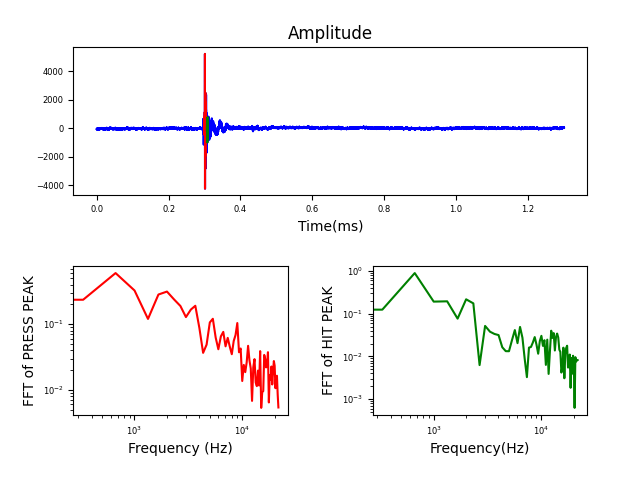 Amplitude
4000
2000
0
−2000
−4000
0.0 0.2 0.4 0.6 0.8 1.0 1.2
Time(ms)
FFT of PRESS PEAK
10⁻¹
10⁻²
10³ 10⁴
Frequency (Hz)
FFT of HIT PEAK
10⁰
10⁻¹
10⁻²
10⁻³
10³ 10⁴
Frequency(Hz)